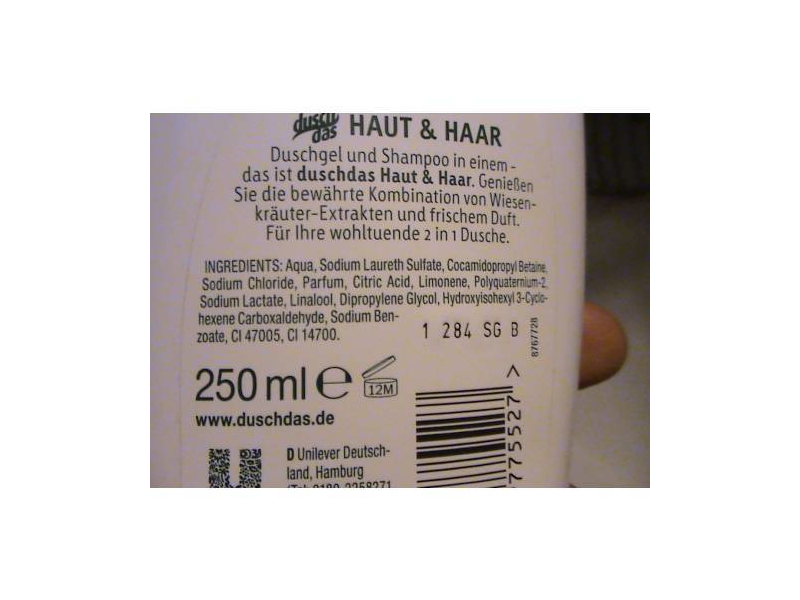 duschdas HAUT & HAAR
Duschgel und Shampoo in einem -
das ist duschdas Haut & Haar. Genießen
Sie die bewährte Kombination von Wiesen-
kräuter-Extrakten und frischem Duft.
Für Ihre wohltuende 2 in 1 Dusche.
INGREDIENTS: Aqua, Sodium Laureth Sulfate, Cocamidopropyl Betaine,
Sodium Chloride, Parfum, Citric Acid, Limonene, Polyquaternium-2,
Sodium Lactate, Linalool, Dipropylene Glycol, Hydroxyisohexyl 3-Cyclo-
hexene Carboxaldehyde, Sodium Ben-
zoate, CI 47005, CI 14700.
1 284 SG B
8767728
250 ml e 12M
www.duschdas.de
D Unilever Deutsch-
land, Hamburg
775527 >